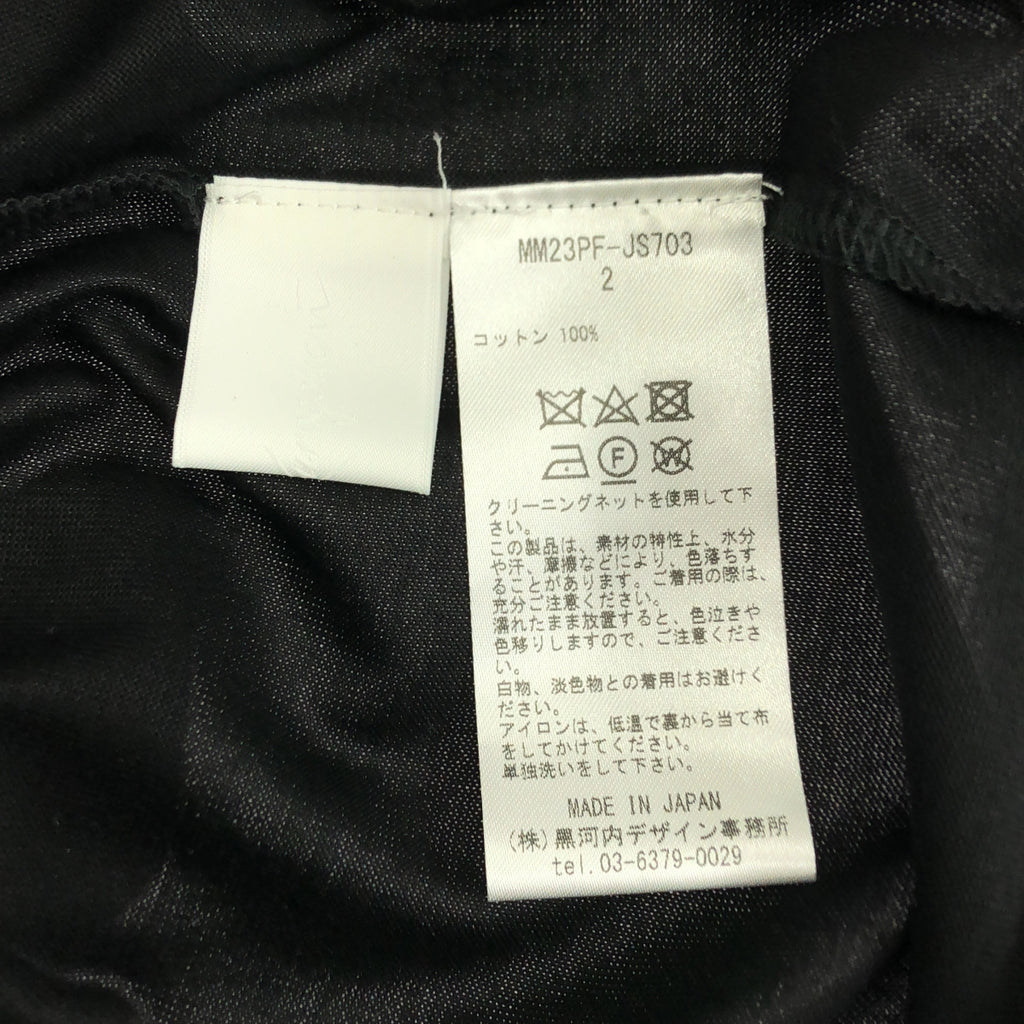 MM23PF-JS703
2
コットン 100%
F
W
クリーニングネットを使用して下
さい。
この製品は、素材の特性上、水分
や汗、摩擦などにより、色落ちす
ることがあります。ご着用の際は、
充分ご注意ください。
濡れたまま放置すると、色泣きや
色移りしますので、ご注意くださ
い。
白物、淡色物との着用はお避けく
ださい。
アイロンは、低温で裏から当て布
をしてかけてください。
単独洗いをして下さい。
MADE IN JAPAN
(株)黒河内デザイン事務所
tel.03-6379-0029